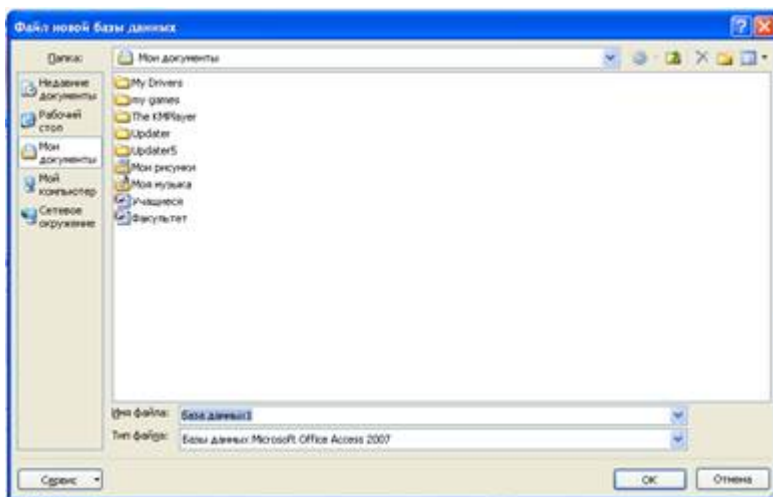 Файл новой базы данных
Папка:
Мои документы
Недавние
документы
Рабочий
стол
Мои
документы
Мой
компьютер
Сетевое
окружение
My Drivers
my games
The KMPlayer
Updater
Updater5
Мои рисунки
Моя музыка
Учащиеся
Факультет
Имя файла:
База данных1
Тип файла:
Базы данных Microsoft Office Access 2007
Сервис
ОК
Отмена